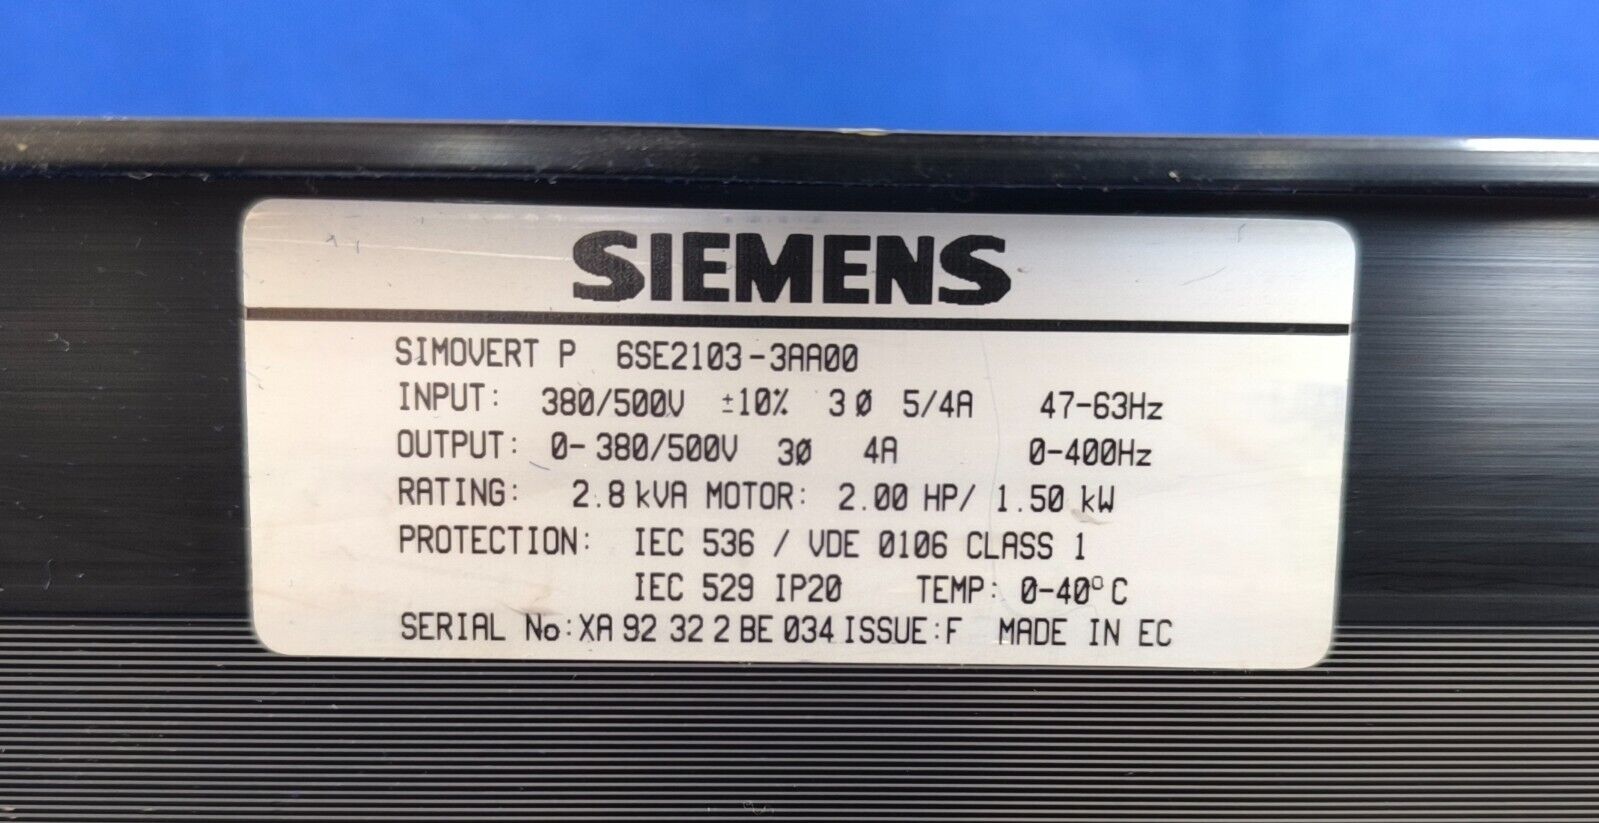 SIEMENS
SIMOVERT P 6SE2103-3AA00
INPUT: 380/500V ±10% 3Ø 5/4A 47-63Hz
OUTPUT: 0-380/500V 3Ø 4A 0-400Hz
RATING: 2.8 kVA MOTOR: 2.00 HP/ 1.50 kW
PROTECTION: IEC 536 / VDE 0106 CLASS 1
IEC 529 IP20 TEMP: 0-40°C
SERIAL No: XA 92 32 2 BE 034 ISSUE: F MADE IN EC